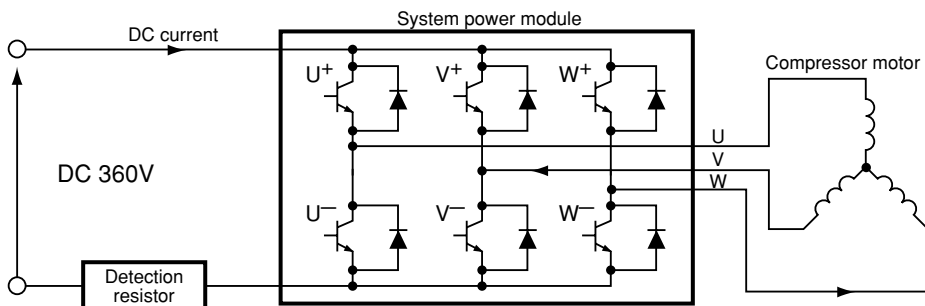 System power module
DC current
U+
V+
W+
Compressor motor
U
V
W
DC 360V
U−
V−
W−
Detection
resistor